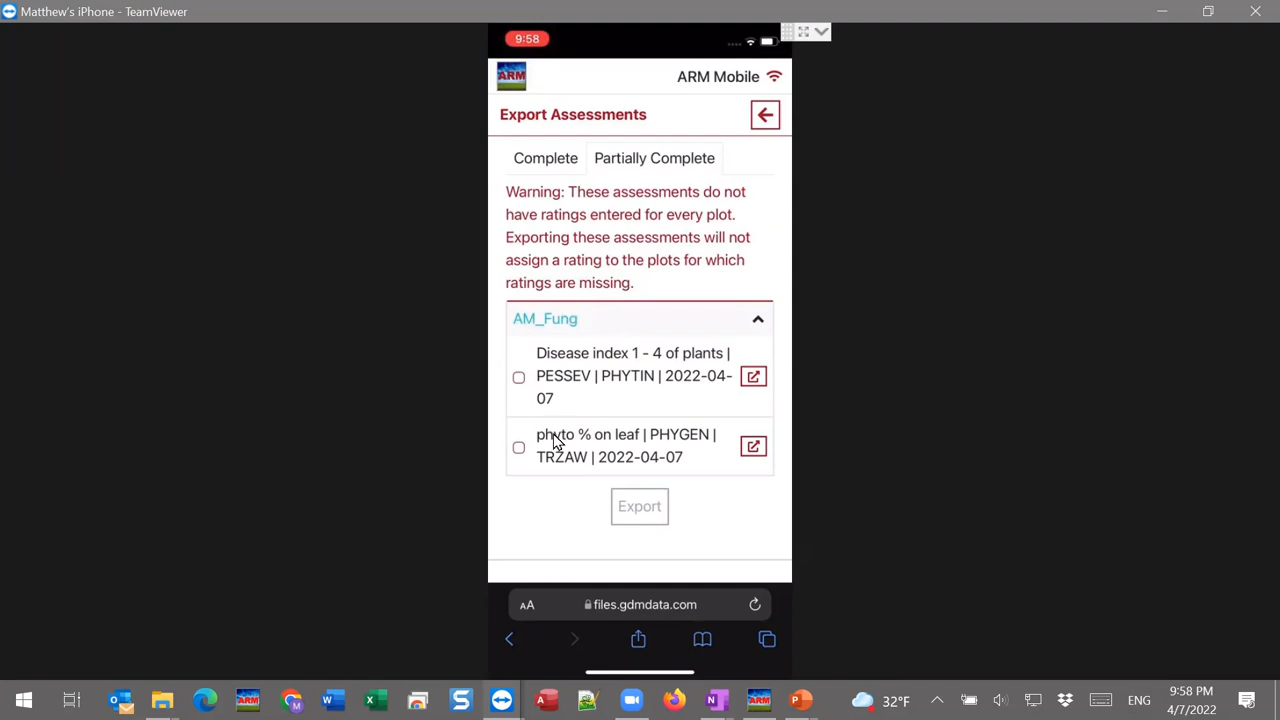 Matthew's iPhone - TeamViewer
9:58
ARM
ARM Mobile
Export Assessments
Complete
Partially Complete
Warning: These assessments do not
have ratings entered for every plot.
Exporting these assessments will not
assign a rating to the plots for which
ratings are missing.
AM_Fung
Disease index 1 - 4 of plants |
PESSEV | PHYTIN | 2022-04-
07
phyto % on leaf | PHYGEN |
TRZAW | 2022-04-07
Export
AA
files.gdmdata.com
ARM
M
W
X
S
A
N
ARM
P
32°F
ENG
9:58 PM
4/7/2022